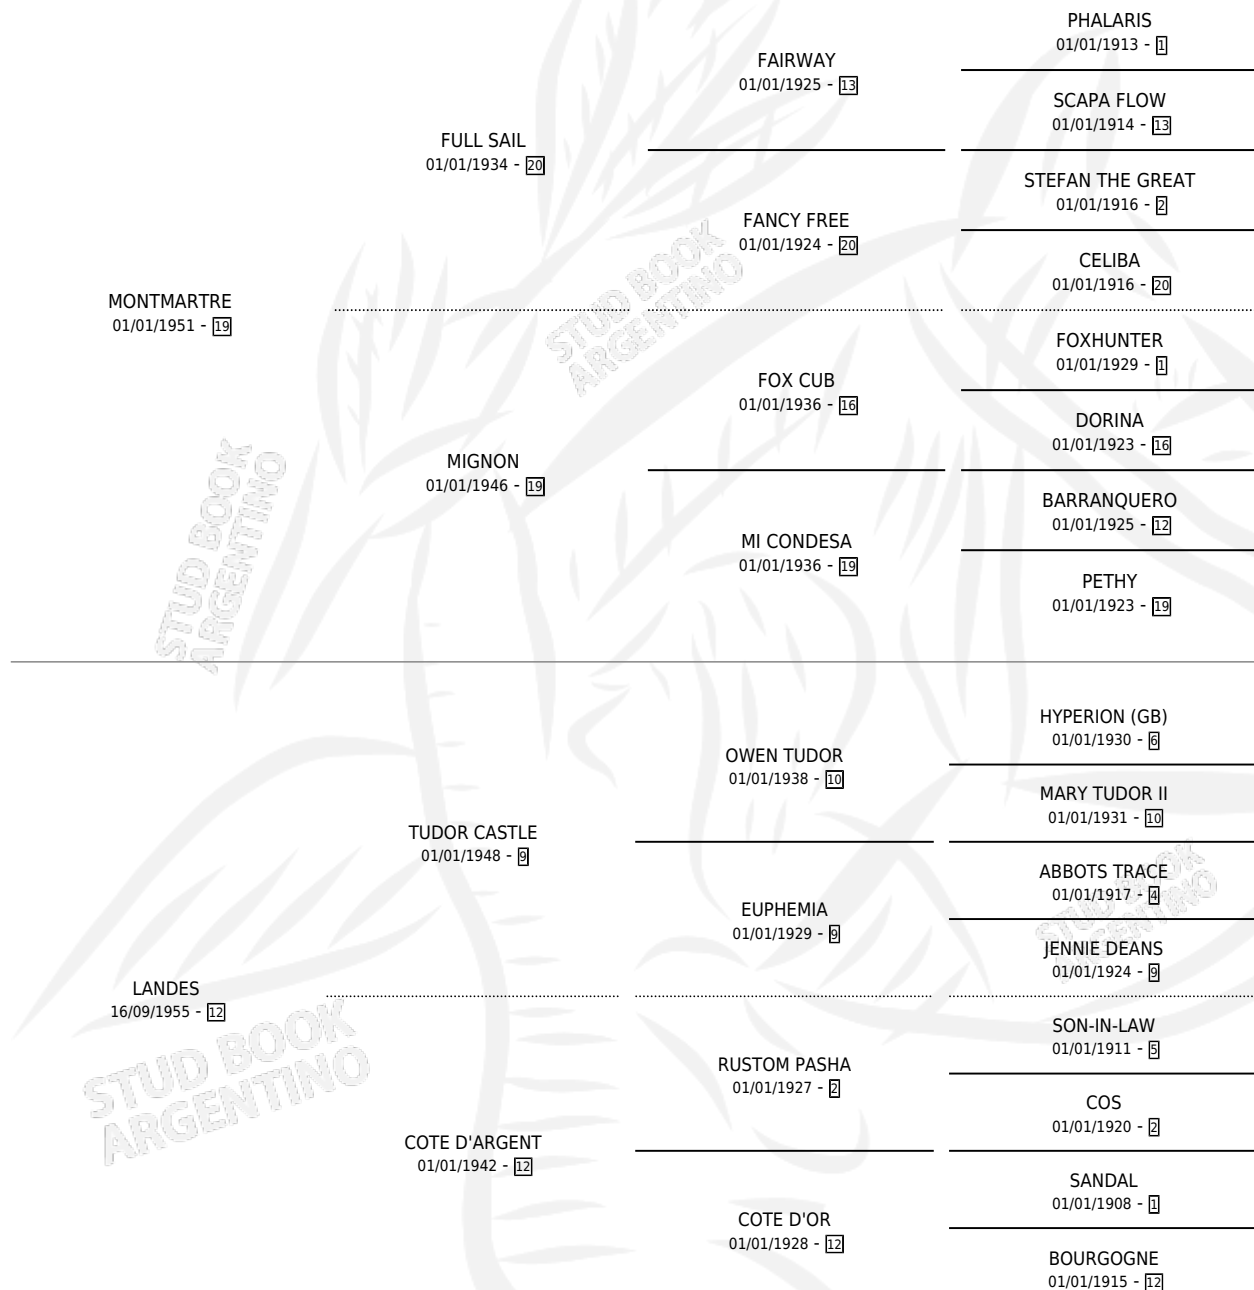 PHALARIS
01/01/1913 - 1
FAIRWAY
01/01/1925 - 13
SCAPA FLOW
01/01/1914 - 13
FULL SAIL
01/01/1934 - 20
STEFAN THE GREAT
01/01/1916 - 2
FANCY FREE
01/01/1924 - 20
CELIBA
01/01/1916 - 20
MONTMARTRE
01/01/1951 - 19
FOXHUNTER
01/01/1929 - 1
FOX CUB
01/01/1936 - 16
DORINA
01/01/1923 - 16
MIGNON
01/01/1946 - 19
BARRANQUERO
01/01/1925 - 12
MI CONDESA
01/01/1936 - 19
PETHY
01/01/1923 - 19
HYPERION (GB)
01/01/1930 - 6
OWEN TUDOR
01/01/1938 - 10
MARY TUDOR II
01/01/1931 - 10
TUDOR CASTLE
01/01/1948 - 9
ABBOTS TRACE
01/01/1917 - 4
EUPHEMIA
01/01/1929 - 9
JENNIE DEANS
01/01/1924 - 9
LANDES
16/09/1955 - 12
SON-IN-LAW
01/01/1911 - 5
RUSTOM PASHA
01/01/1927 - 2
COS
01/01/1920 - 2
COTE D'ARGENT
01/01/1942 - 12
SANDAL
01/01/1908 - 1
COTE D'OR
01/01/1928 - 12
BOURGOGNE
01/01/1915 - 12
STUD BOOK
ARGENTINO
STUD BOOK
ARGENTINO
STUD BOOK
ARGENTINO
STUD BOOK
ARGENTINO